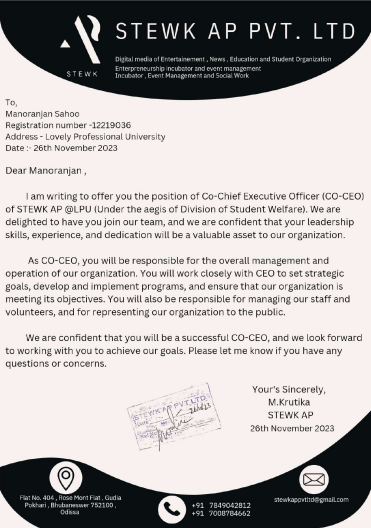 STEWK AP PVT. LTD
Digital media of Entertainement , News , Education and Student Organization
Enterpreneurship incubator and event management
Incubator , Event Management and Social Work
STEWK
To,
Manoranjan Sahoo
Registration number -12219036
Address - Lovely Professional University
Date :- 26th November 2023
Dear Manoranjan ,
I am writing to offer you the position of Co-Chief Executive Officer (CO-CEO)
of STEWK AP @LPU (Under the aegis of Division of Student Welfare). We are
delighted to have you join our team, and we are confident that your leadership
skills, experience, and dedication will be a valuable asset to our organization.
As CO-CEO, you will be responsible for the overall management and
operation of our organization. You will work closely with CEO to set strategic
goals, develop and implement programs, and ensure that our organization is
meeting its objectives. You will also be responsible for managing our staff and
volunteers, and for representing our organization to the public.
We are confident that you will be a successful CO-CEO, and we look forward
to working with you to achieve our goals. Please let me know if you have any
questions or concerns.
STEWK AP PVT.LTD
Your's Sincerely,
M.Krutika
STEWK AP
26th November 2023
Flat No. 404 , Rose Mont Flat , Gudia
Pokhari , Bhubaneswer 752100 ,
Odissa
+91 7849042812
+91 7008784662
stewkappvtltd@gmail.com